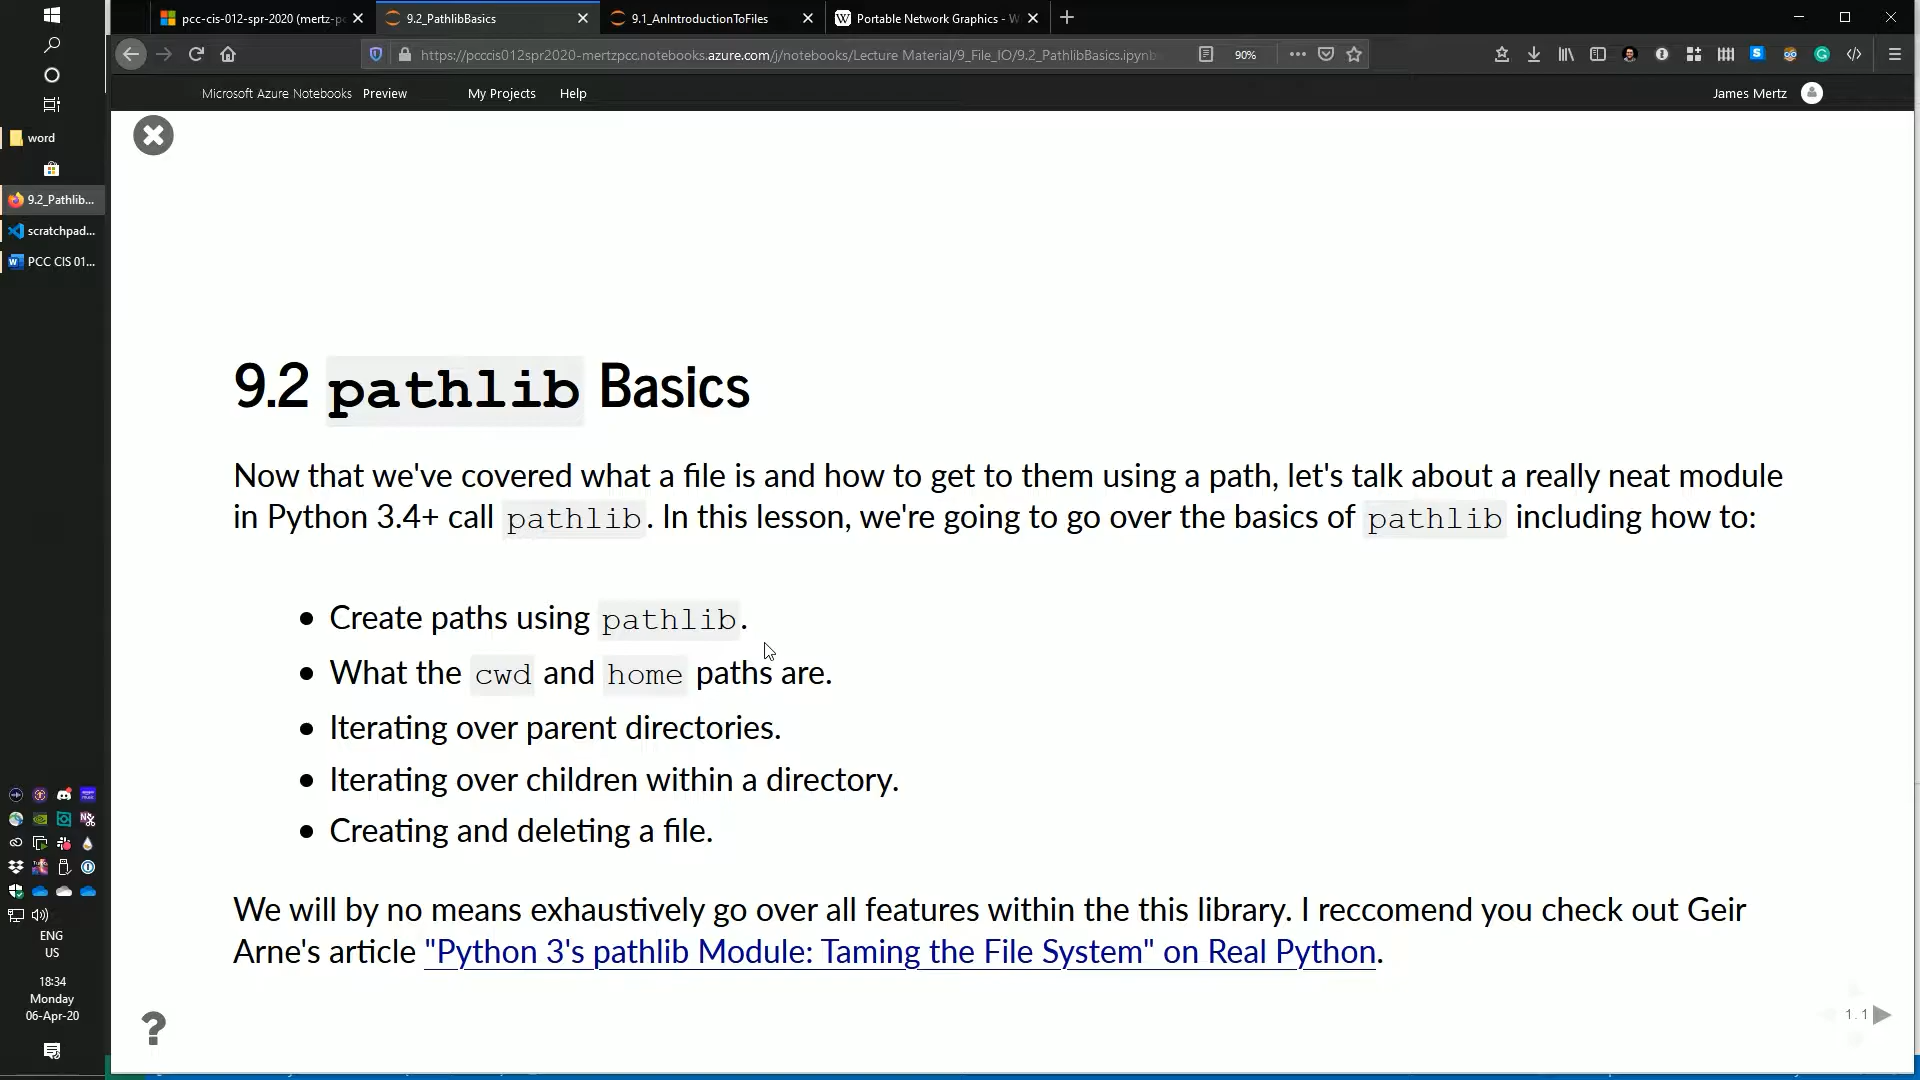 pcc-cis-012-spr-2020 (mertz-p
9.2_PathlibBasics
9.1_AnIntroductionToFiles
Portable Network Graphics - W
https://pcccis012spr2020-mertzpcc.notebooks.azure.com/j/notebooks/Lecture Material/9_File_IO/9.2_PathlibBasics.ipynb
90%
Microsoft Azure Notebooks
Preview
My Projects
Help
James Mertz
word
9.2_Pathlib...
scratchpad...
PCC CIS 01...
9.2 pathlib Basics
Now that we've covered what a file is and how to get to them using a path, let's talk about a really neat module
in Python 3.4+ call pathlib. In this lesson, we're going to go over the basics of pathlib including how to:
• Create paths using pathlib.
• What the cwd and home paths are.
• Iterating over parent directories.
• Iterating over children within a directory.
• Creating and deleting a file.
We will by no means exhaustively go over all features within the this library. I reccomend you check out Geir
Arne's article "Python 3's pathlib Module: Taming the File System" on Real Python.
ENG
US
18:34
Monday
06-Apr-20
?
1.1